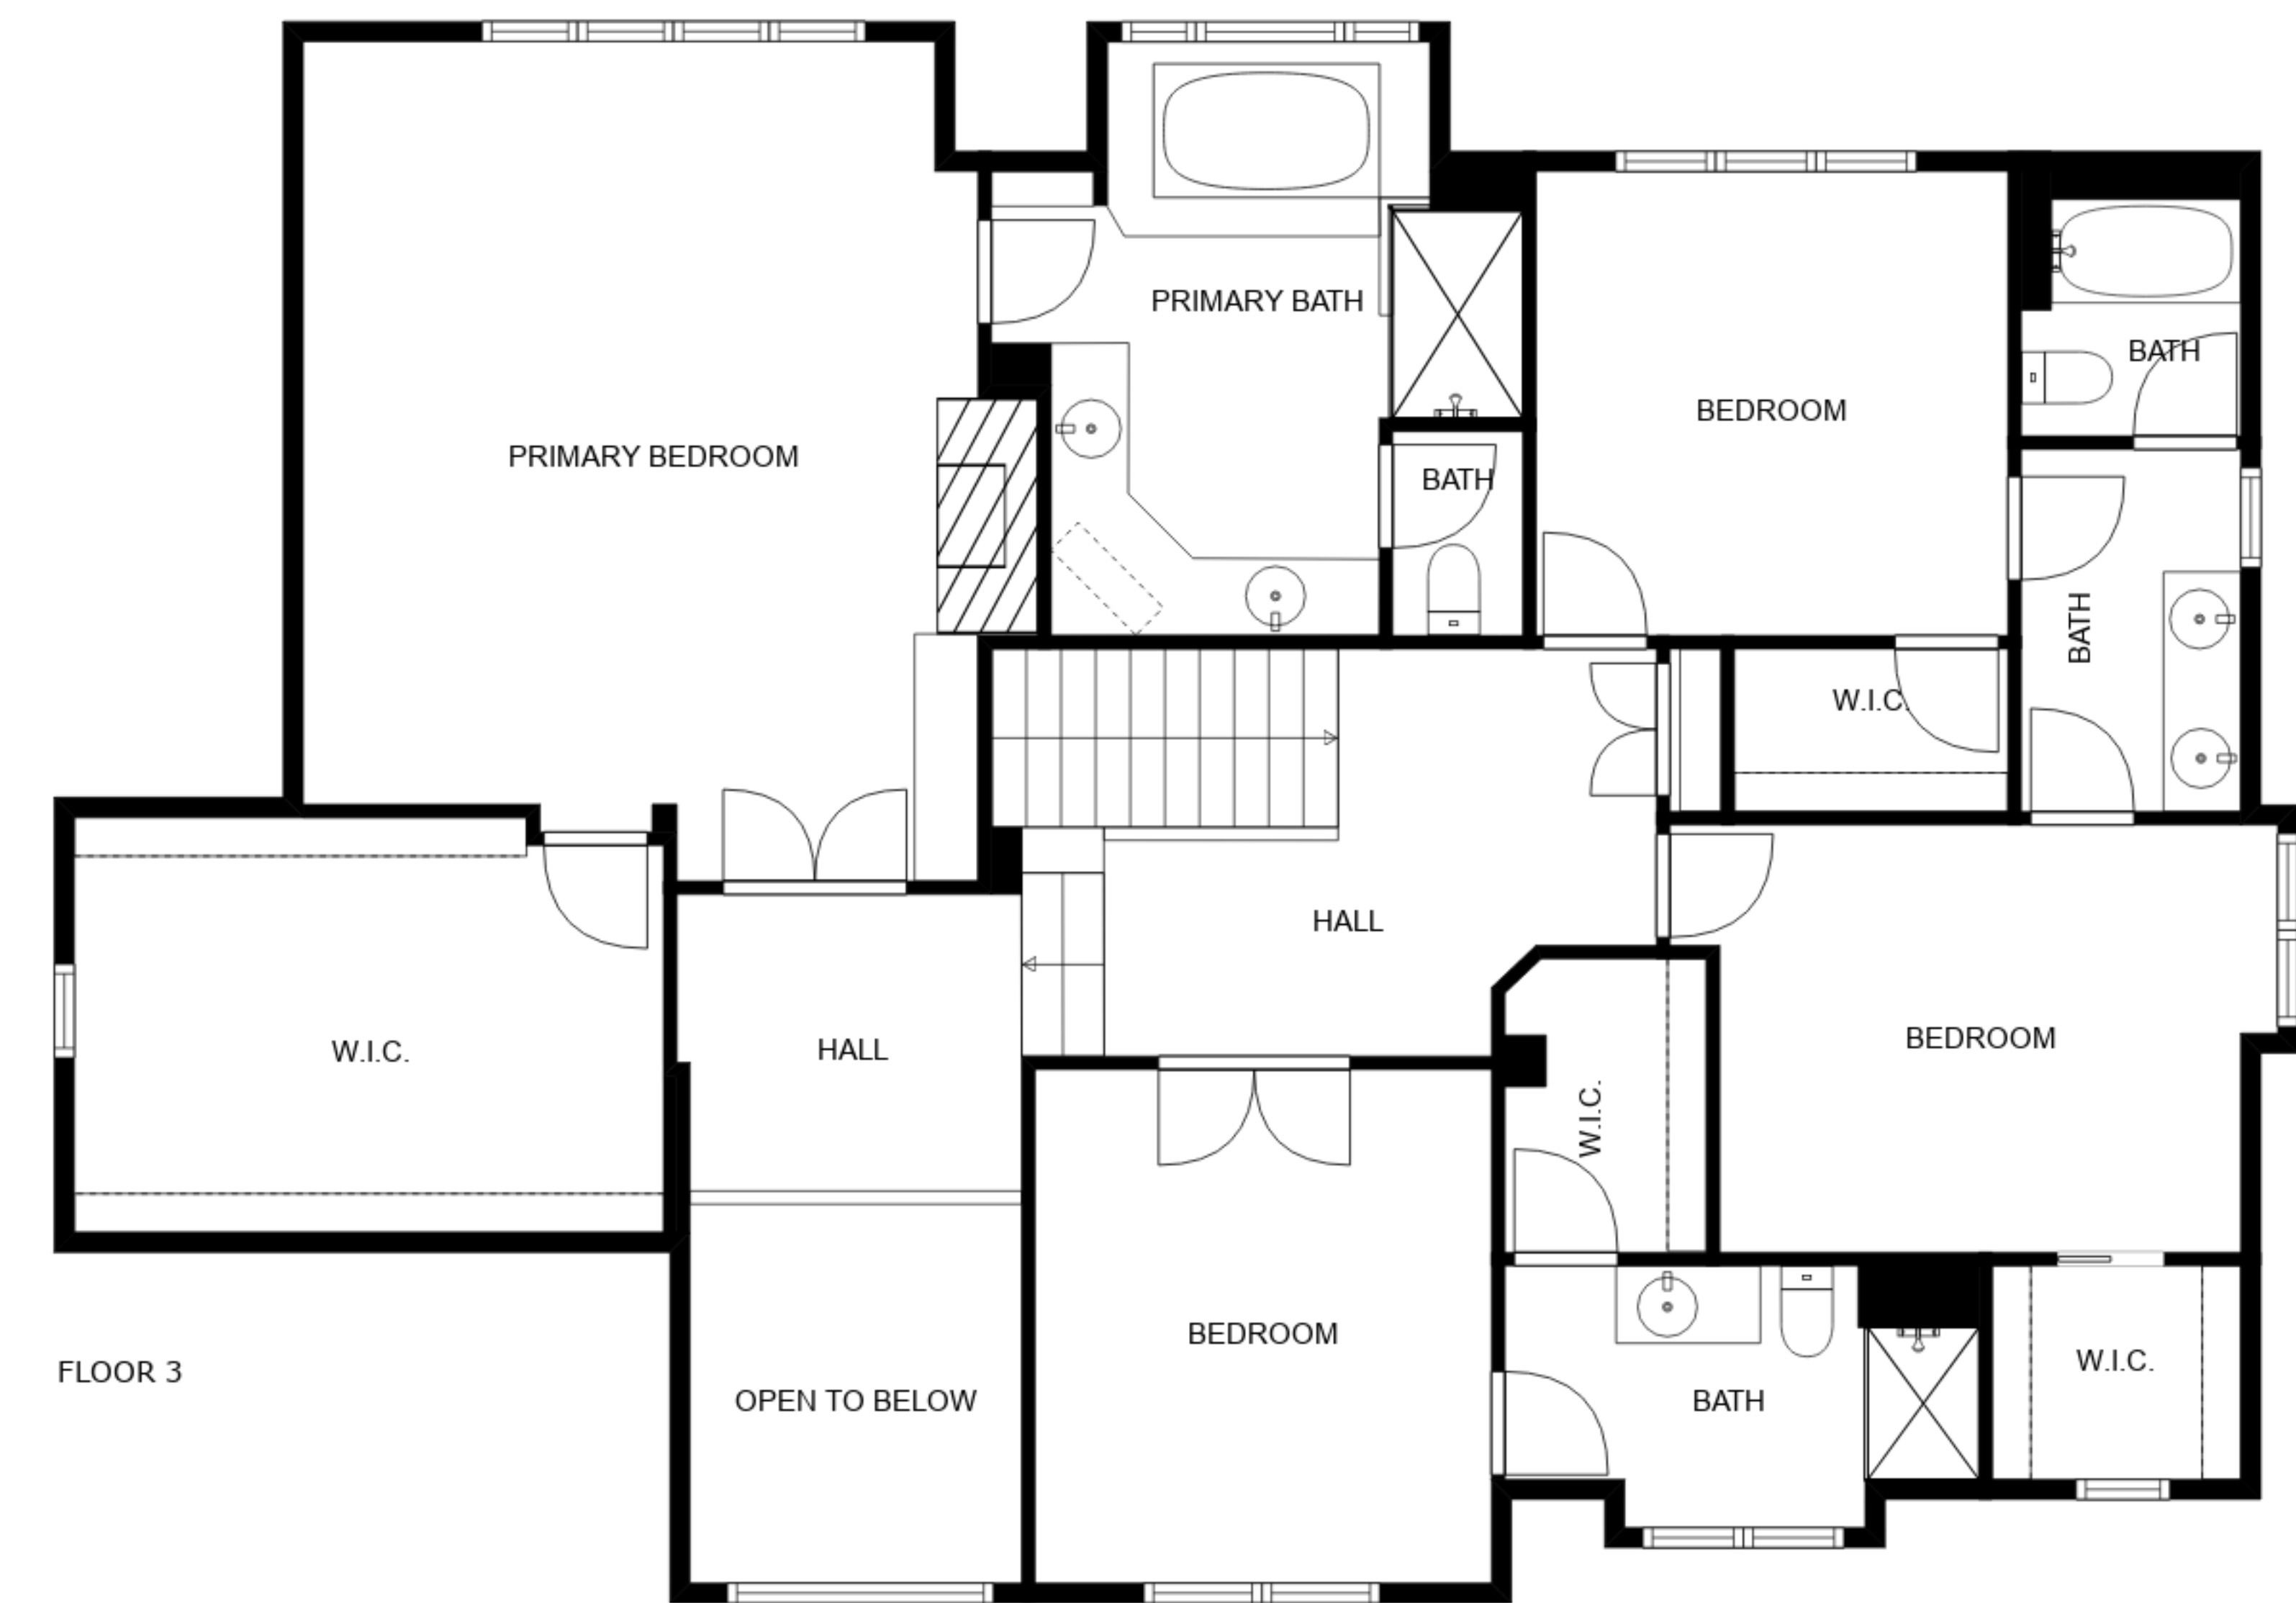 PRIMARY BATH
BATH
BEDROOM
PRIMARY BEDROOM
BATH
BATH
W.I.C.
HALL
BEDROOM
W.I.C.
HALL
W.I.C.
BEDROOM
W.I.C.
FLOOR 3
OPEN TO BELOW
BATH